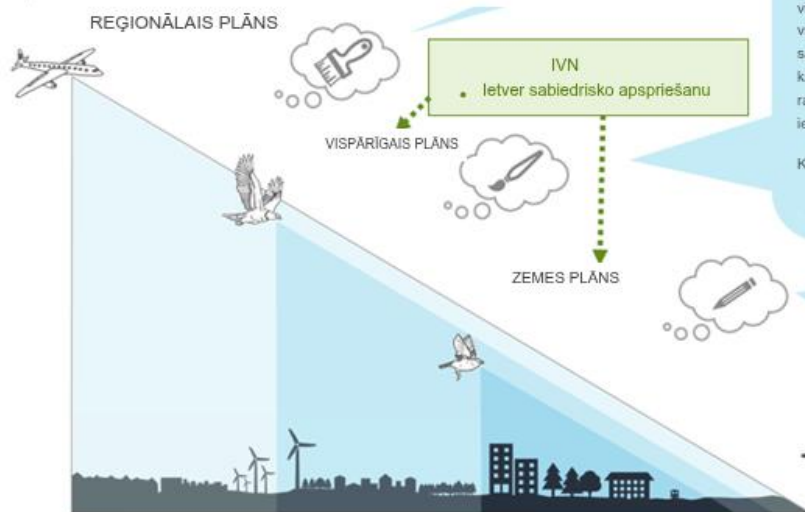 REĢIONĀLAIS PLĀNS
IVN
• Ietver sabiedrisko apspriešanu
VISPĀRĪGAIS PLĀNS
ZEMES PLĀNS